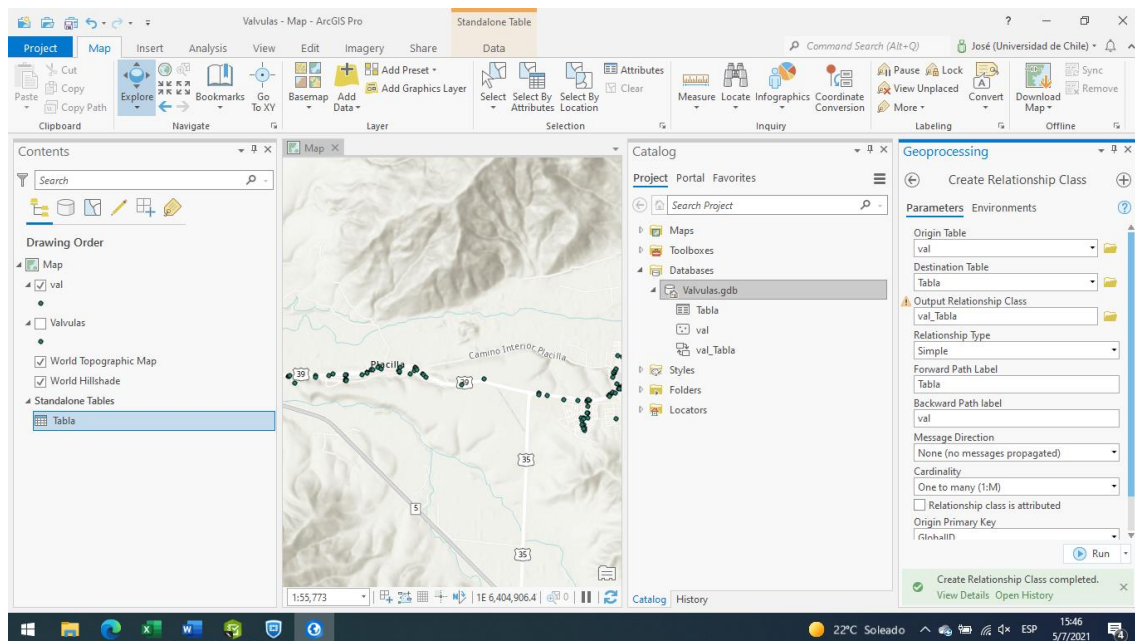 Valvulas - Map - ArcGIS Pro
Standalone Table
?
Project Map Insert Analysis View Edit Imagery Share Data
Command Search (Alt+Q)
José (Universidad de Chile)
Paste
Cut
Copy
Copy Path
Clipboard
Explore
Bookmarks
Go To XY
Navigate
Basemap
Add Data
Add Preset
Add Graphics Layer
Layer
Select
Select By Attributes
Select By Location
Attributes
Clear
Selection
Measure
Locate
Infographics
Coordinate Conversion
Inquiry
Pause
Lock
View Unplaced
More
Convert
Labeling
Download Map
Sync
Remove
Offline
Contents
Search
Drawing Order
Map
val
Valvulas
World Topographic Map
World Hillshade
Standalone Tables
Tabla
Map
Placilla
Camino Interior Placilla
39
39
35
5
35
1:55,773
1E 6,404,906.4
0
Catalog
Project Portal Favorites
Search Project
Maps
Toolboxes
Databases
Valvulas.gdb
Tabla
val
val_Tabla
Styles
Folders
Locators
Catalog History
Geoprocessing
Create Relationship Class
Parameters Environments
?
Origin Table
val
Destination Table
Tabla
Output Relationship Class
val_Tabla
Relationship Type
Simple
Forward Path Label
Tabla
Backward Path label
val
Message Direction
None (no messages propagated)
Cardinality
One to many (1:M)
Relationship class is attributed
Origin Primary Key
GlobalID
Run
Create Relationship Class completed.
View Details Open History
22°C Soleado
ESP
15:46
5/7/2021
4